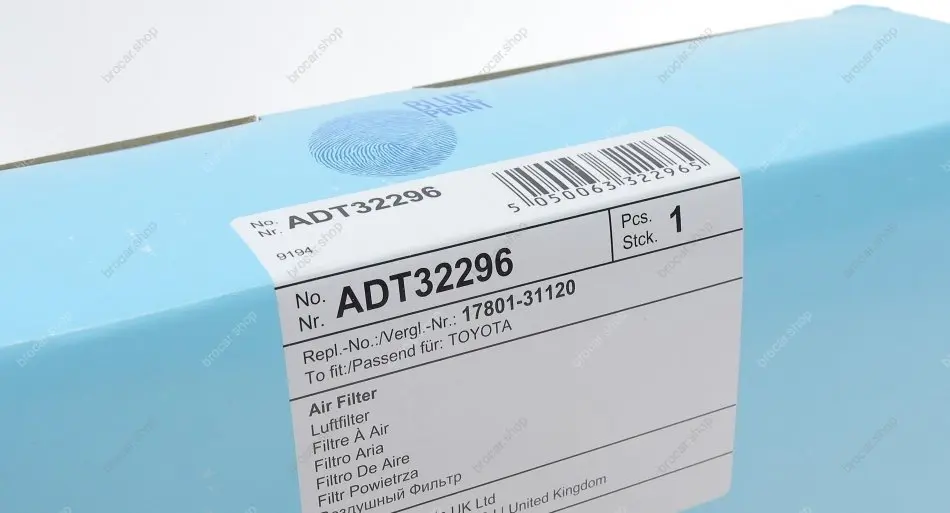 BLUE PRINT
No. Nr. ADT32296
5 050063 322965
9194
No. Nr. ADT32296
Pcs. Stck. 1
Repl.-No.:/Vergl.-Nr.: 17801-31120
To fit:/Passend für: TOYOTA
Air Filter
Luftfilter
Filtre À Air
Filtro Aria
Filtro De Aire
Filtr Powietrza
Воздушный Фильтр
UK Ltd
United Kingdom
brocar.shop